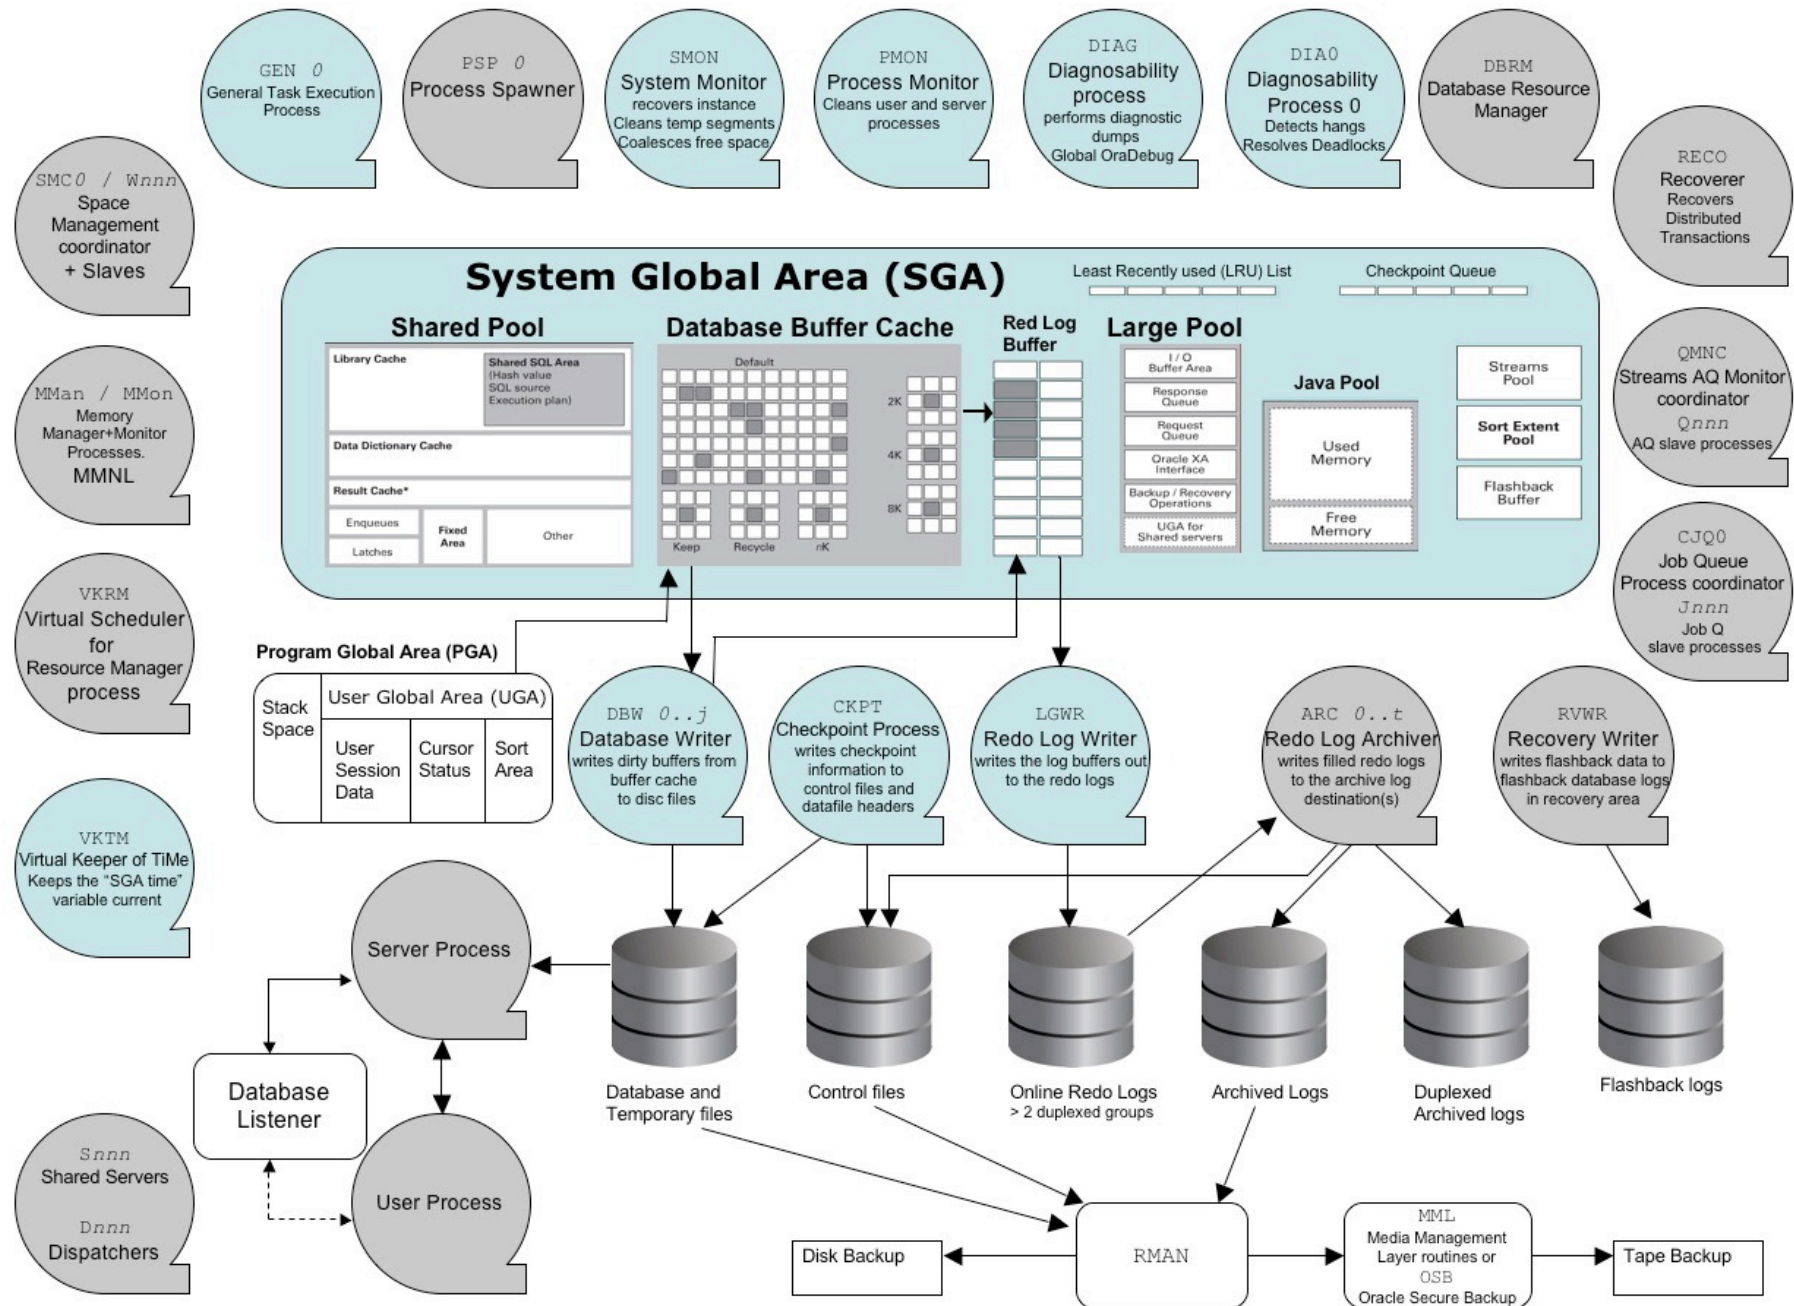 GEN 0
General Task Execution
Process
PSP 0
Process Spawner
SMON
System Monitor
recovers instance
Cleans temp segments
Coalesces free space
PMON
Process Monitor
Cleans user and server
processes
DIAG
Diagnosability
process
performs diagnostic
dumps
Global OraDebug
DIA0
Diagnosability
Process 0
Detects hangs
Resolves Deadlocks
DBRM
Database Resource
Manager
SMC0 / Wnnn
Space
Management
coordinator
+ Slaves
RECO
Recoverer
Recovers
Distributed
Transactions
System Global Area (SGA)
Least Recently used (LRU) List
Checkpoint Queue
Shared Pool
Library Cache
Shared SQL Area
(Hash value
SQL source
Execution plan)
Data Dictionary Cache
Result Cache*
Enqueues
Latches
Fixed
Area
Other
Database Buffer Cache
Default
2K
4K
8K
Keep
Recycle
nK
Red Log
Buffer
Large Pool
I / O
Buffer Area
Response
Queue
Request
Queue
Oracle XA
Interface
Backup / Recovery
Operations
UGA for
Shared servers
Java Pool
Used
Memory
Free
Memory
Streams
Pool
Sort Extent
Pool
Flashback
Buffer
MMan / MMon
Memory
Manager+Monitor
Processes.
MMNL
QMNC
Streams AQ Monitor
coordinator
Qnnn
AQ slave processes
VKRM
Virtual Scheduler
for
Resource Manager
process
CJQ0
Job Queue
Process coordinator
Jnnn
Job Q
slave processes
Program Global Area (PGA)
Stack
Space
User Global Area (UGA)
User
Session
Data
Cursor
Status
Sort
Area
DBW 0..j
Database Writer
writes dirty buffers from
buffer cache
to disc files
CKPT
Checkpoint Process
writes checkpoint
information to
control files and
datafile headers
LGWR
Redo Log Writer
writes the log buffers out
to the redo logs
ARC 0..t
Redo Log Archiver
writes filled redo logs
to the archive log
destination(s)
RVWR
Recovery Writer
writes flashback data to
flashback database logs
in recovery area
VKTM
Virtual Keeper of TiMe
Keeps the "SGA time"
variable current
Server Process
Database
Listener
User Process
Snnn
Shared Servers
Dnnn
Dispatchers
Database and
Temporary files
Control files
Online Redo Logs
> 2 duplexed groups
Archived Logs
Duplexed
Archived logs
Flashback logs
Disk Backup
RMAN
MML
Media Management
Layer routines or
OSB
Oracle Secure Backup
Tape Backup